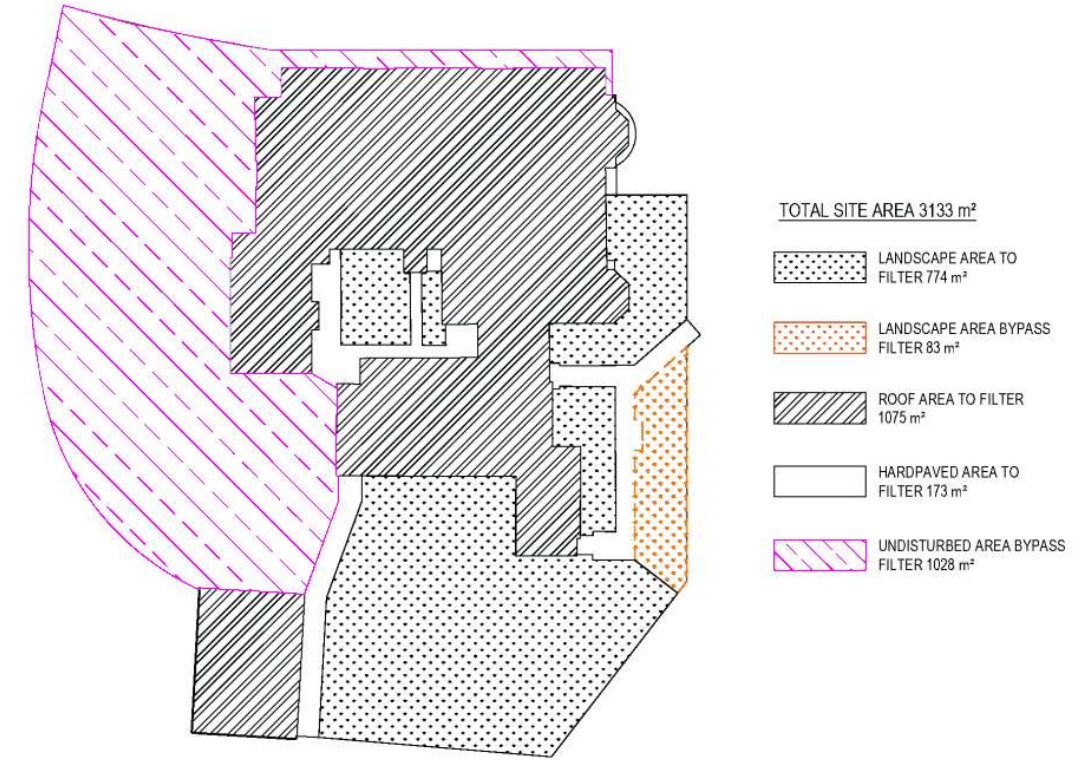 TOTAL SITE AREA 3133 m²
LANDSCAPE AREA TO
FILTER 774 m²
LANDSCAPE AREA BYPASS
FILTER 83 m²
ROOF AREA TO FILTER
1075 m²
HARDPAVED AREA TO
FILTER 173 m²
UNDISTURBED AREA BYPASS
FILTER 1028 m²